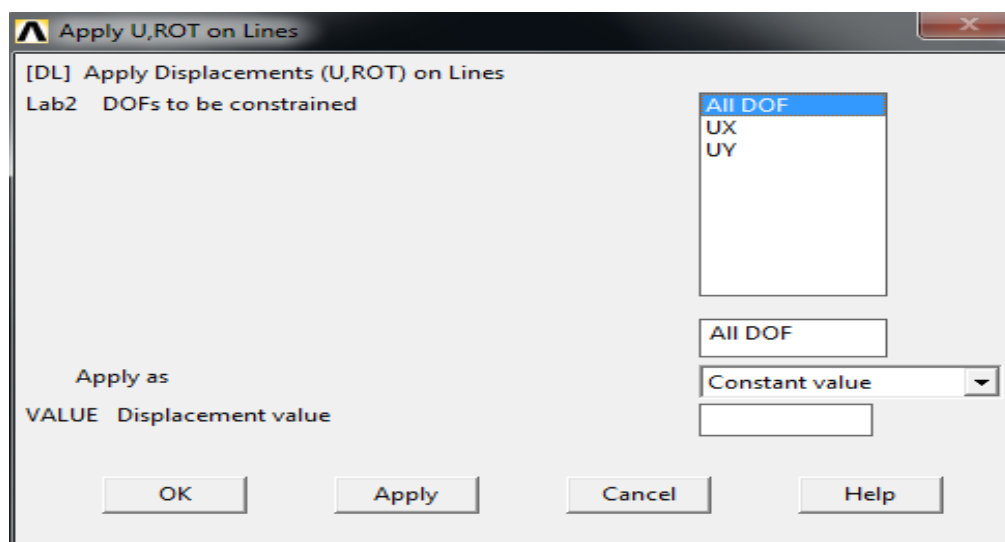 Apply U,ROT on Lines
[DL] Apply Displacements (U,ROT) on Lines
Lab2 DOFs to be constrained
All DOF
UX
UY
All DOF
Apply as
Constant value
VALUE Displacement value
OK Apply Cancel Help